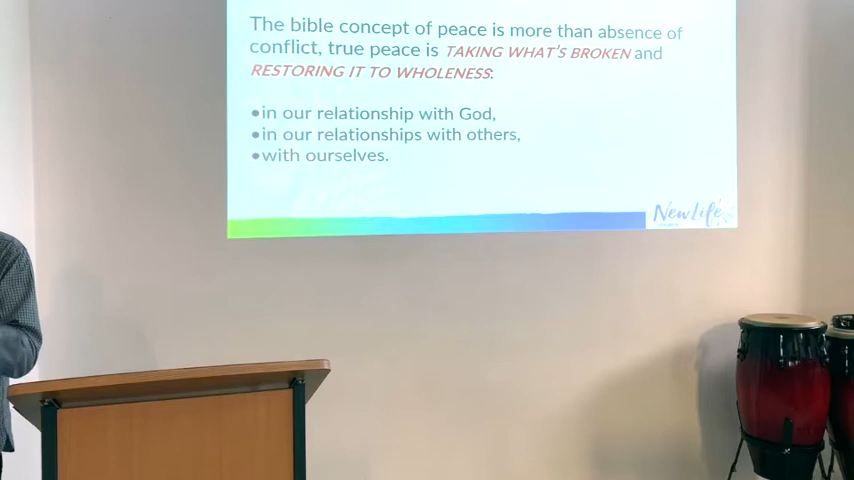 The bible concept of peace is more than absence of
conflict, true peace is TAKING WHAT'S BROKEN and
RESTORING IT TO WHOLENESS:
•in our relationship with God,
•in our relationships with others,
•with ourselves.
NewLife